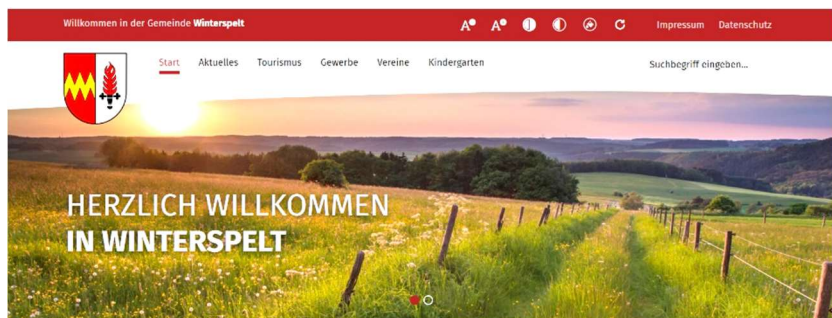 Willkommen in der Gemeinde Winterspelt
A A
Impressum Datenschutz
Start Aktuelles Tourismus Gewerbe Vereine Kindergarten
Suchbegriff eingeben...
HERZLICH WILLKOMMEN
IN WINTERSPELT